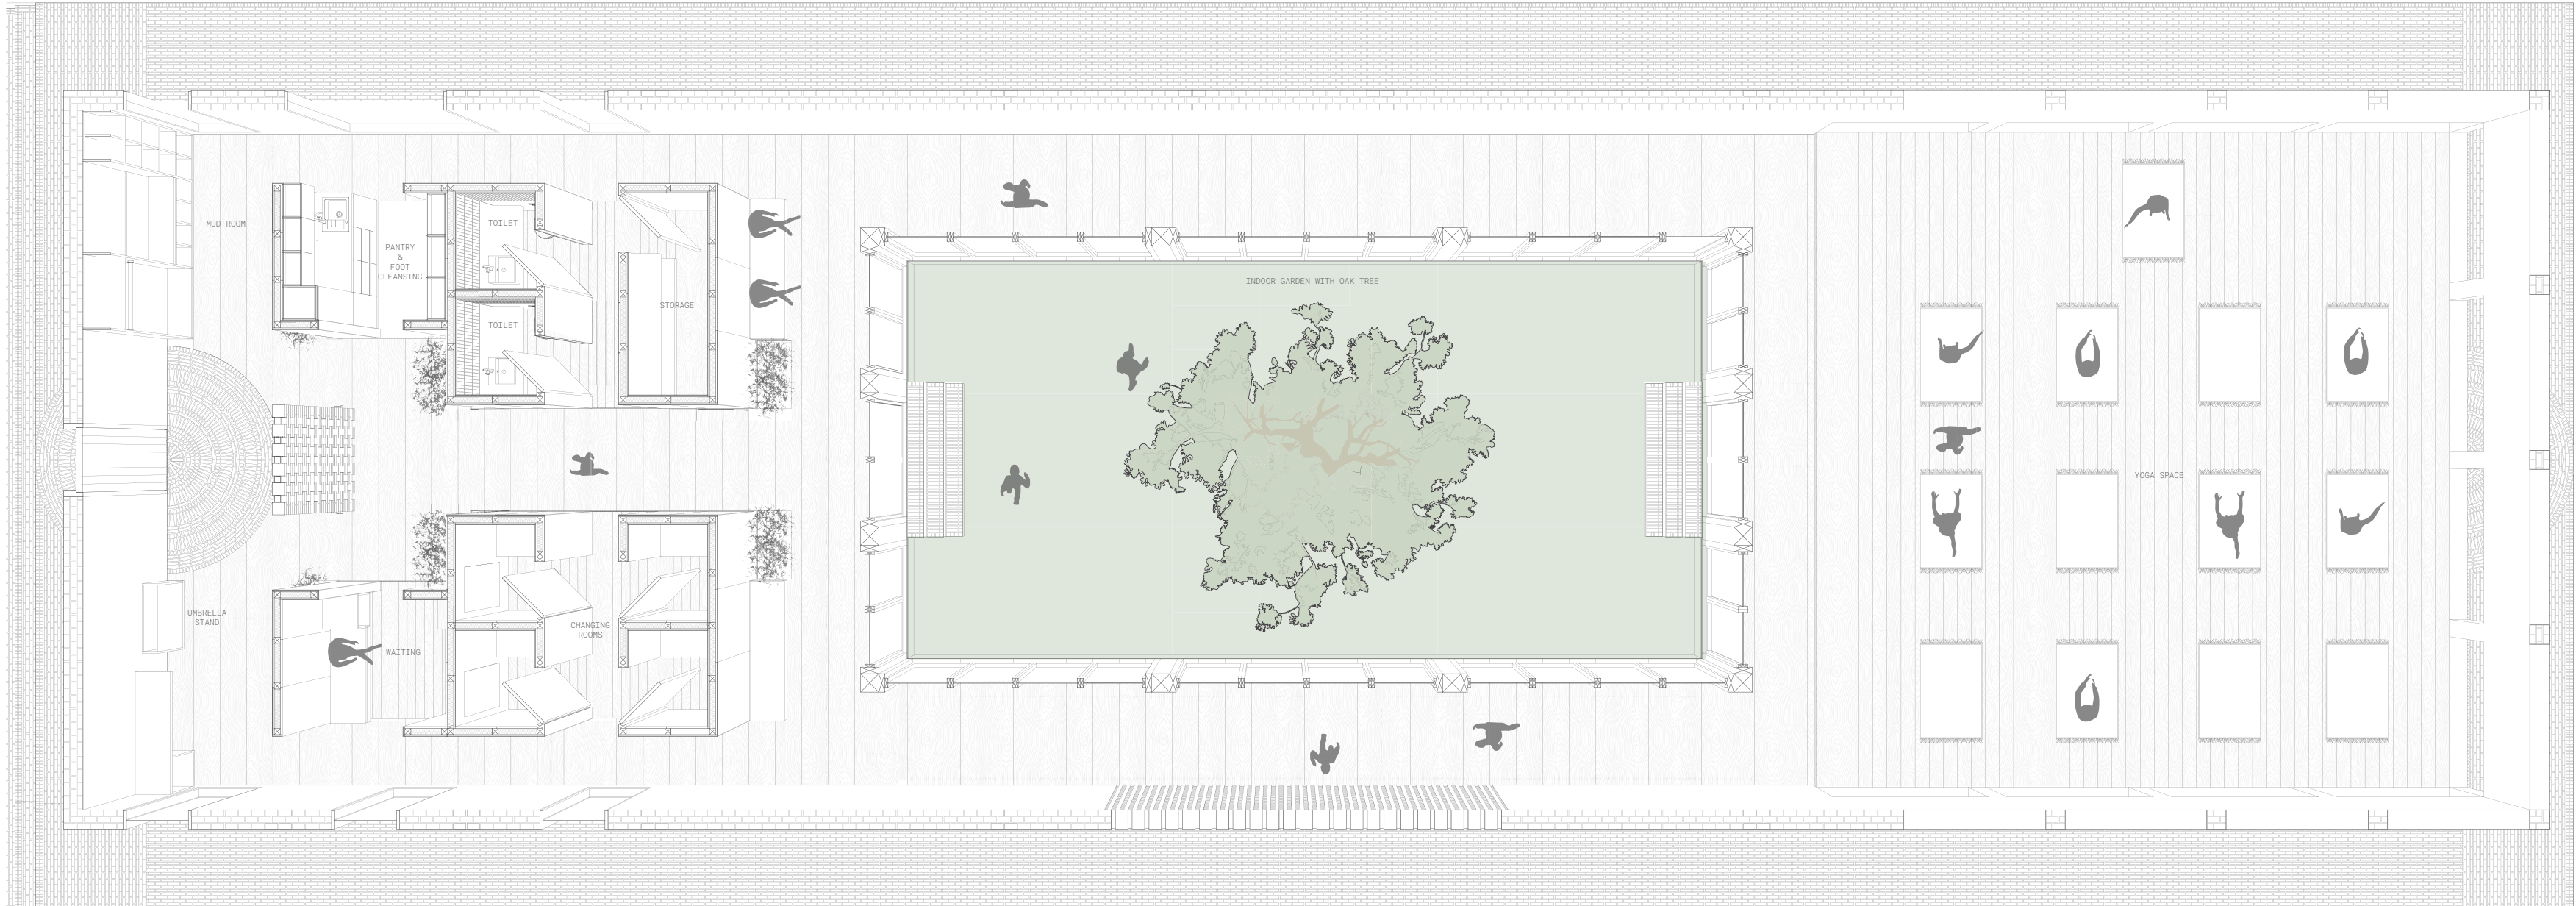 MUD ROOM
PANTRY
&
FOOT
CLEANSING
TOILET
TOILET
STORAGE
INDOOR GARDEN WITH OAK TREE
YOGA SPACE
UMBRELLA
STAND
WAITING
CHANGING
ROOMS